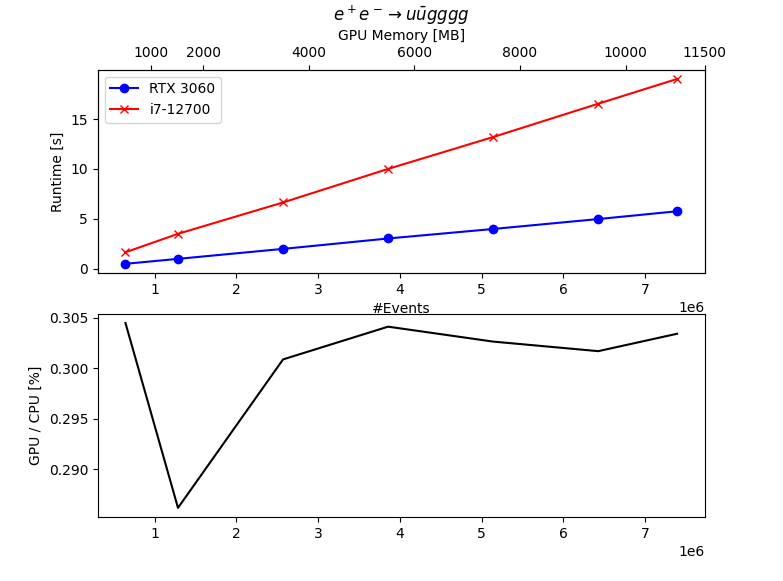 e⁺e⁻ → uūgggg
GPU Memory [MB]
1000 2000 4000 6000 8000 10000 11500
RTX 3060
i7-12700
Runtime [s]
15
10
5
0
1 2 3 4 5 6 7
1e6
#Events
GPU / CPU [%]
0.305
0.300
0.295
0.290
1 2 3 4 5 6 7
1e6